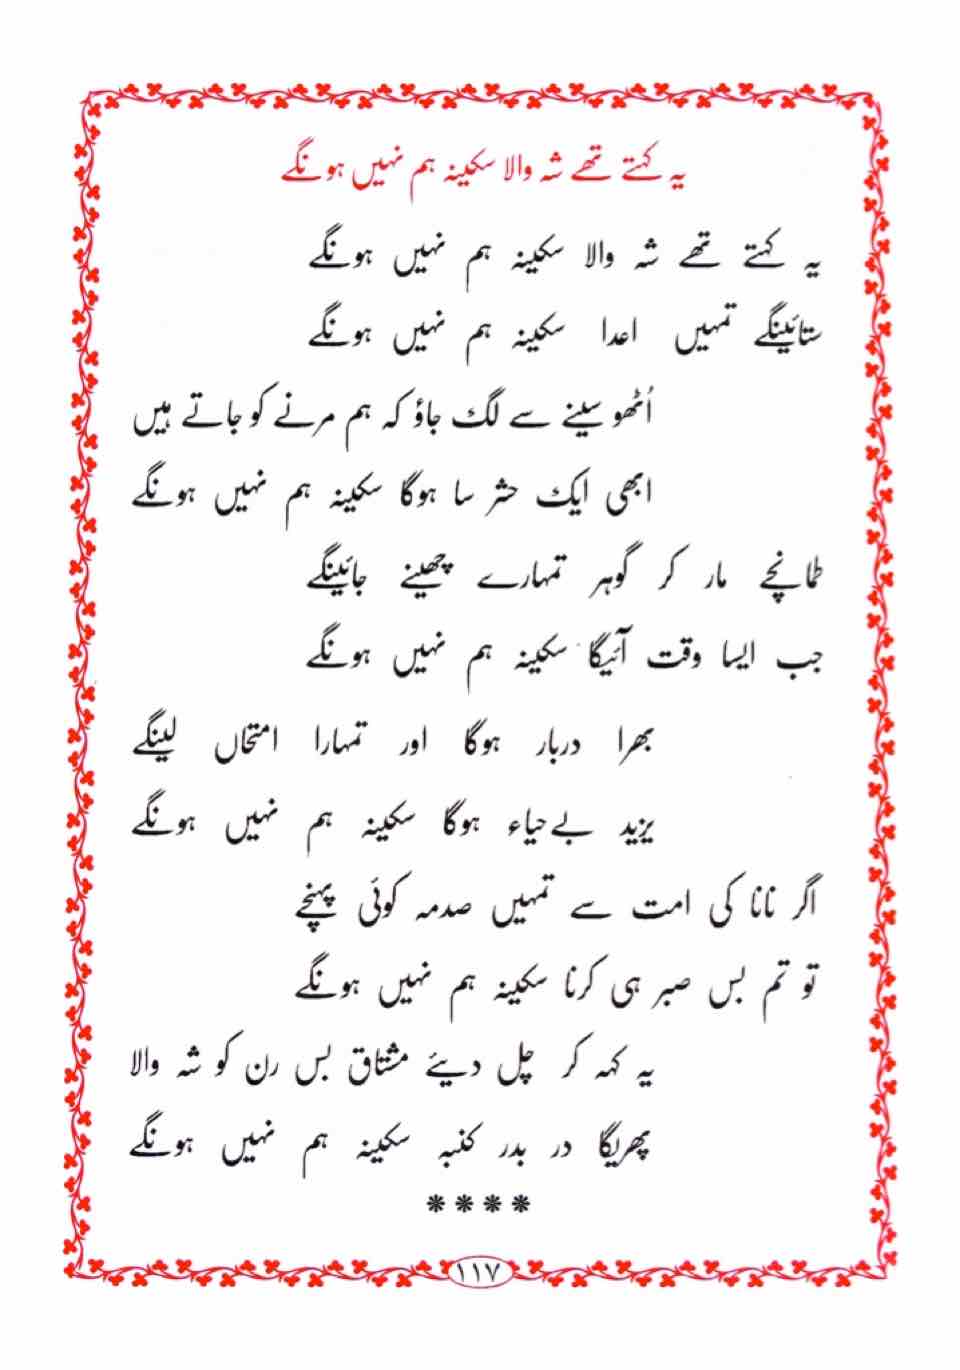 یہ کہتے تھے شہ والا سکینہ ہم نہیں ہونگے
یہ کہتے تھے شہ والا سکینہ ہم نہیں ہونگے
ستائینگے تمہیں اعدا سکینہ ہم نہیں ہونگے
اُٹھو سینے سے لگ جاؤ کہ ہم مرنے کو جاتے ہیں
ابھی ایک حشر سا ہوگا سکینہ ہم نہیں ہونگے
طمانچے مار کر گوہر تمہارے چھینے جائینگے
جب ایسا وقت آئیگا سکینہ ہم نہیں ہونگے
بھرا دربار ہوگا اور تمہارا امتحاں لینگے
یزید بےحیاء ہوگا سکینہ ہم نہیں ہونگے
اگر نانا کی امت سے تمہیں صدمہ کوئی پہنچے
تو تم بس صبر ہی کرنا سکینہ ہم نہیں ہونگے
یہ کہہ کر چل دیئے مشتاق بس رن کو شہ والا
پھریگا در بدر کنبہ سکینہ ہم نہیں ہونگے
****
۱۱۷